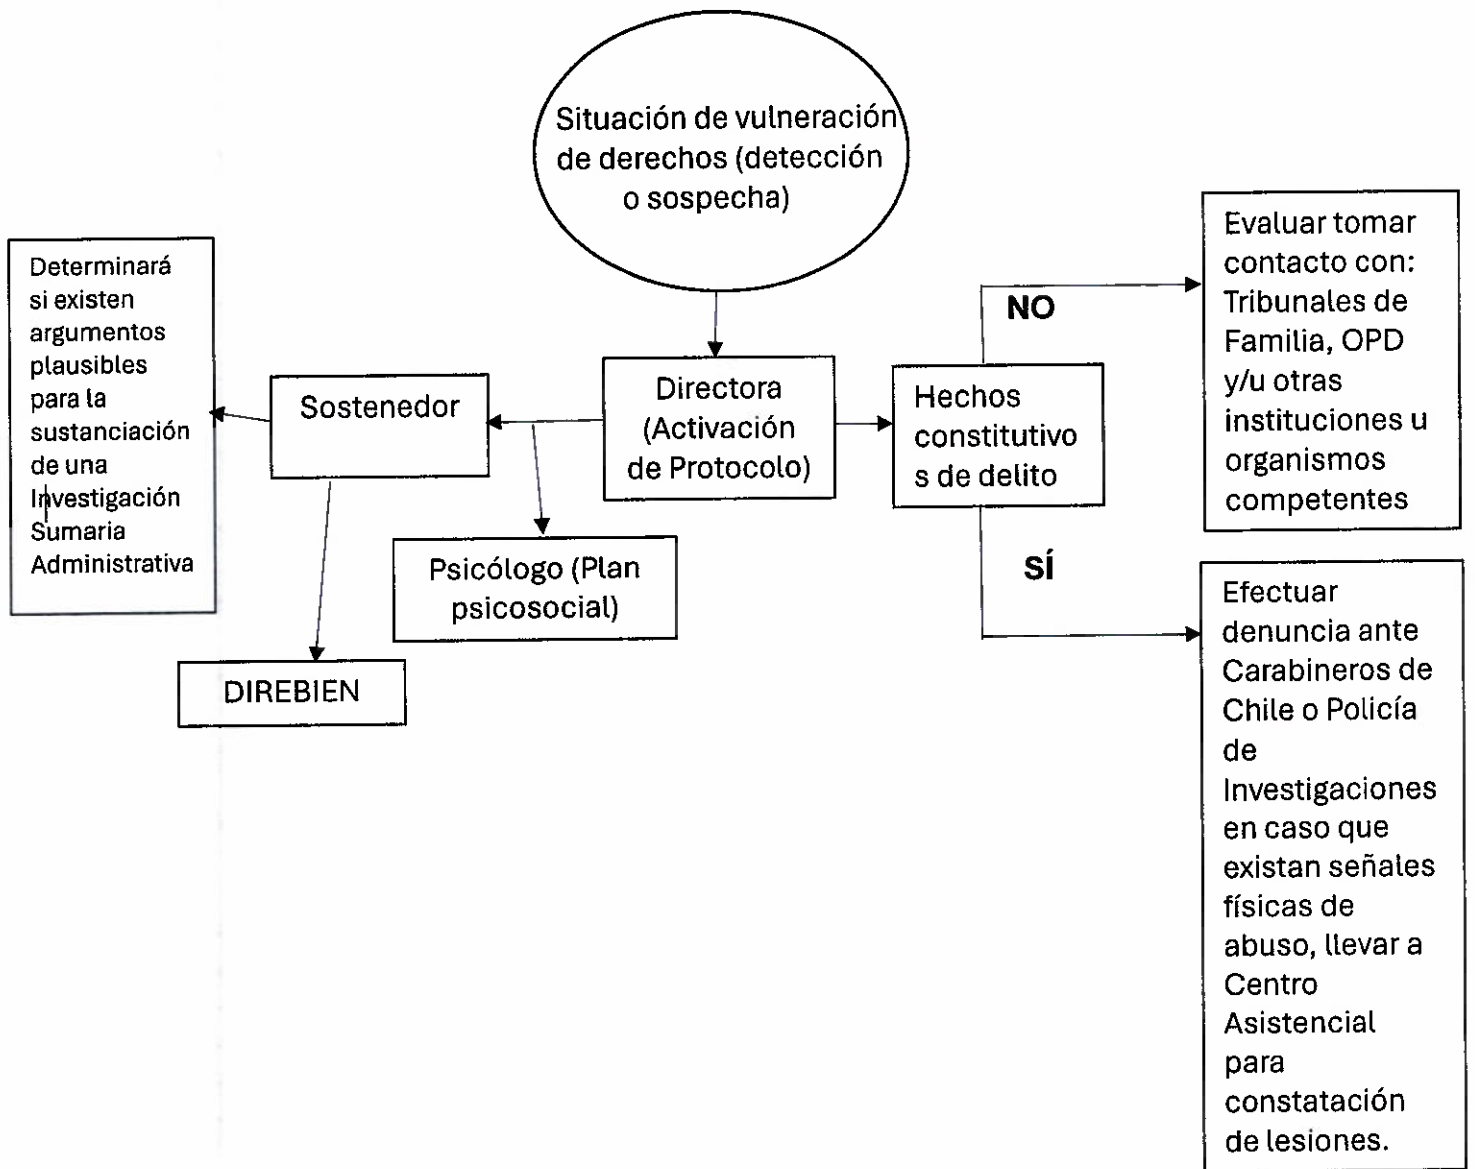 Situación de vulneración
de derechos (detección
o sospecha)
Determinará
si existen
argumentos
plausibles
para la
sustanciación
de una
Investigación
Sumaria
Administrativa
Sostenedor
Directora
(Activación
de Protocolo)
Psicólogo (Plan
psicosocial)
DIREBIEN
Hechos
constitutivo
s de delito
NO
Evaluar tomar
contacto con:
Tribunales de
Familia, OPD
y/u otras
instituciones u
organismos
competentes
SÍ
Efectuar
denuncia ante
Carabineros de
Chile o Policía
de
Investigaciones
en caso que
existan señales
físicas de
abuso, llevar a
Centro
Asistencial
para
constatación
de lesiones.